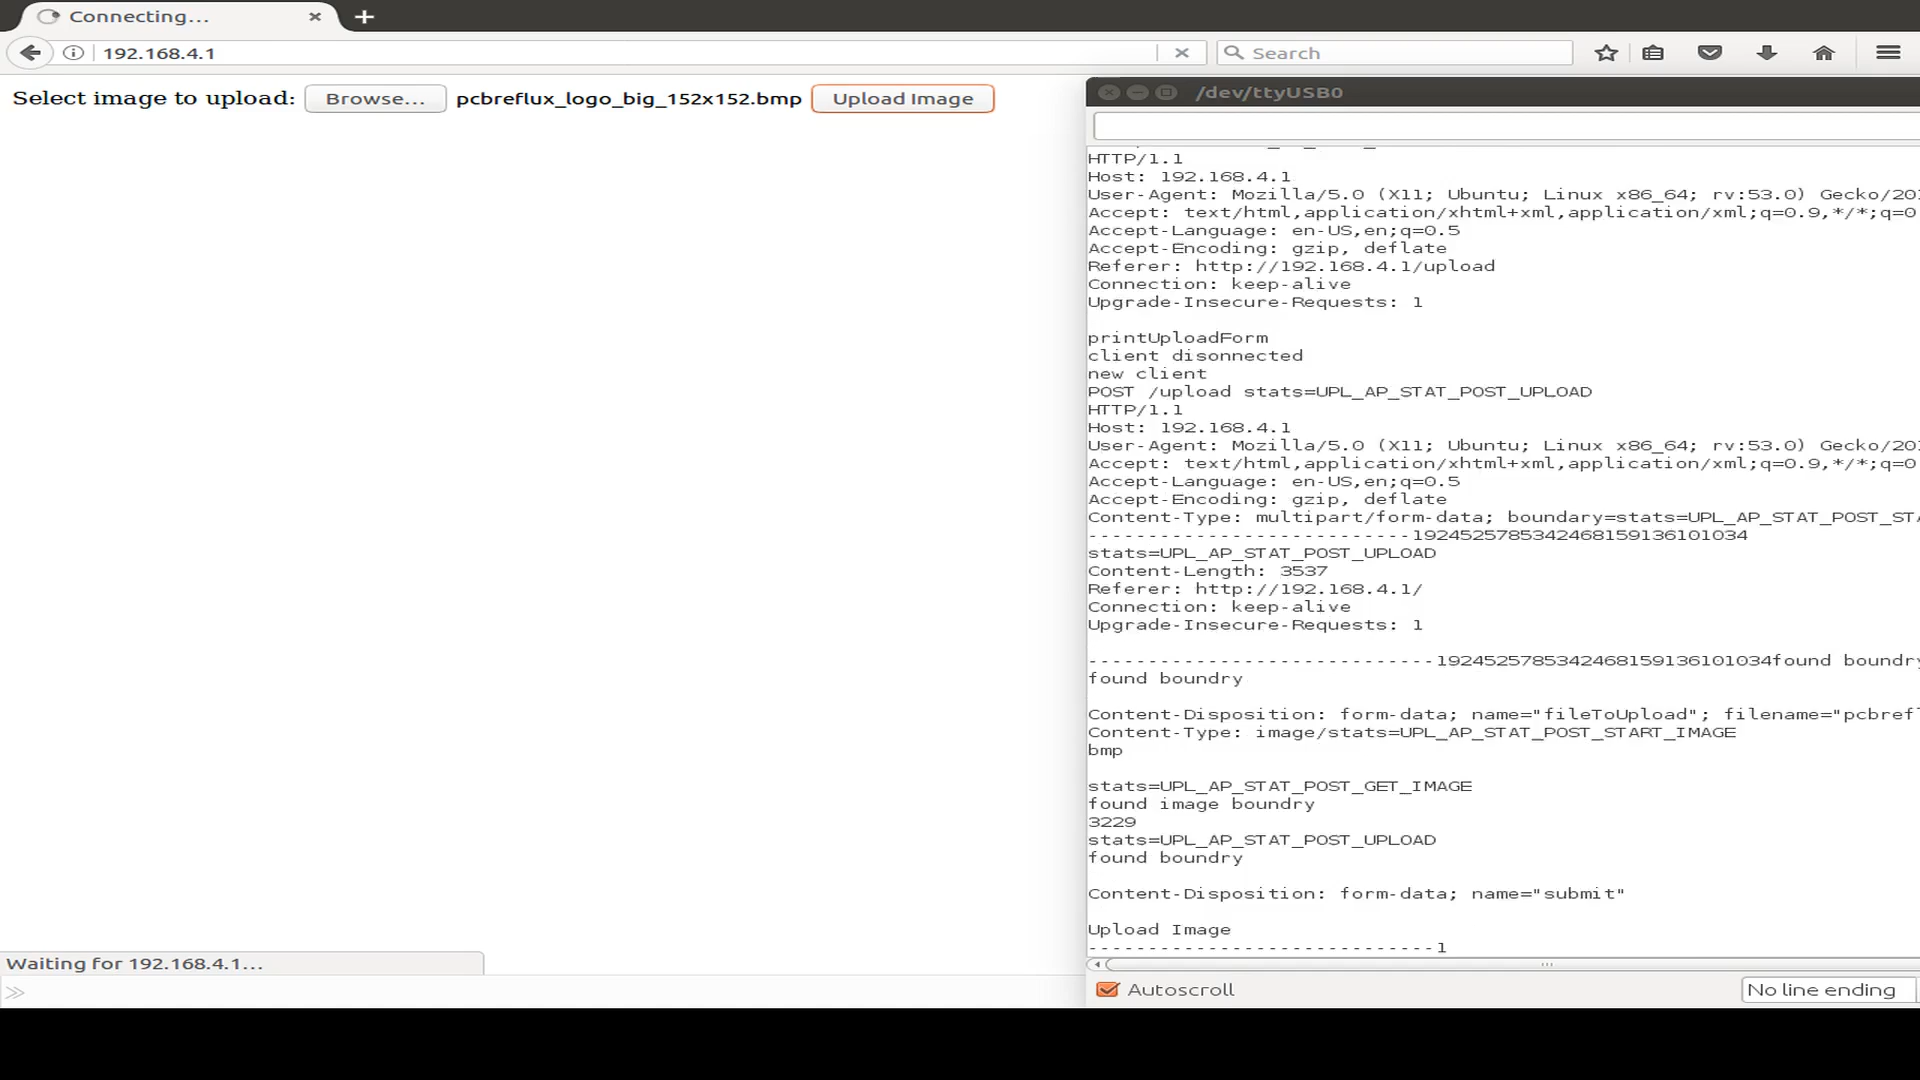 Connecting...
192.168.4.1
Search
Select image to upload: Browse... pcbreflux_logo_big_152x152.bmp Upload Image
/dev/ttyUSB0
HTTP/1.1
Host: 192.168.4.1
User-Agent: Mozilla/5.0 (X11; Ubuntu; Linux x86_64; rv:53.0) Gecko/20
Accept: text/html,application/xhtml+xml,application/xml;q=0.9,*/*;q=0
Accept-Language: en-US,en;q=0.5
Accept-Encoding: gzip, deflate
Referer: http://192.168.4.1/upload
Connection: keep-alive
Upgrade-Insecure-Requests: 1
printUploadForm
client disonnected
new client
POST /upload stats=UPL_AP_STAT_POST_UPLOAD
HTTP/1.1
Host: 192.168.4.1
User-Agent: Mozilla/5.0 (X11; Ubuntu; Linux x86_64; rv:53.0) Gecko/20
Accept: text/html,application/xhtml+xml,application/xml;q=0.9,*/*;q=0
Accept-Language: en-US,en;q=0.5
Accept-Encoding: gzip, deflate
Content-Type: multipart/form-data; boundary=stats=UPL_AP_STAT_POST_ST
---------------------------19245257853424681591361010​34
stats=UPL_AP_STAT_POST_UPLOAD
Content-Length: 3537
Referer: http://192.168.4.1/
Connection: keep-alive
Upgrade-Insecure-Requests: 1
-----------------------------1924525785342468159136101034found boundry
found boundry
Content-Disposition: form-data; name="fileToUpload"; filename="pcbrefl
Content-Type: image/stats=UPL_AP_STAT_POST_START_IMAGE
bmp
stats=UPL_AP_STAT_POST_GET_IMAGE
found image boundry
3229
stats=UPL_AP_STAT_POST_UPLOAD
found boundry
Content-Disposition: form-data; name="submit"
Upload Image
-----------------------------1
Waiting for 192.168.4.1...
Autoscroll
No line ending